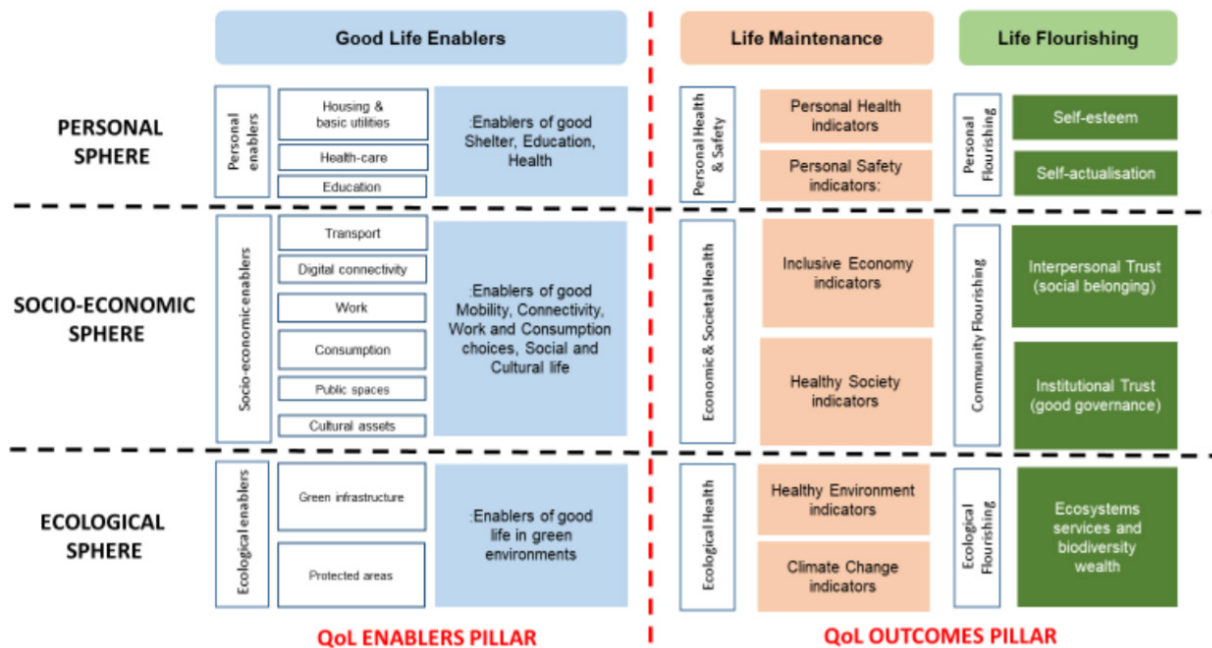 Good Life Enablers
Life Maintenance
Life Flourishing
PERSONAL
SPHERE
Personal
enablers
Housing &
basic utilities
Health-care
Education
:Enablers of good
Shelter, Education,
Health
Personal Health
& Safety
Personal Health
indicators
Personal Safety
indicators:
Personal
Flourishing
Self-esteem
Self-actualisation
SOCIO-ECONOMIC
SPHERE
Socio-economic enablers
Transport
Digital connectivity
Work
Consumption
Public spaces
Cultural assets
:Enablers of good
Mobility, Connectivity,
Work and Consumption
choices, Social and
Cultural life
Economic & Societal Health
Inclusive Economy
indicators
Healthy Society
indicators
Community Flourishing
Interpersonal Trust
(social belonging)
Institutional Trust
(good governance)
ECOLOGICAL
SPHERE
Ecological enablers
Green infrastructure
Protected areas
:Enablers of good
life in green
environments
Ecological Health
Healthy Environment
indicators
Climate Change
indicators
Ecological
Flourishing
Ecosystems
services and
biodiversity
wealth
QoL ENABLERS PILLAR
QoL OUTCOMES PILLAR